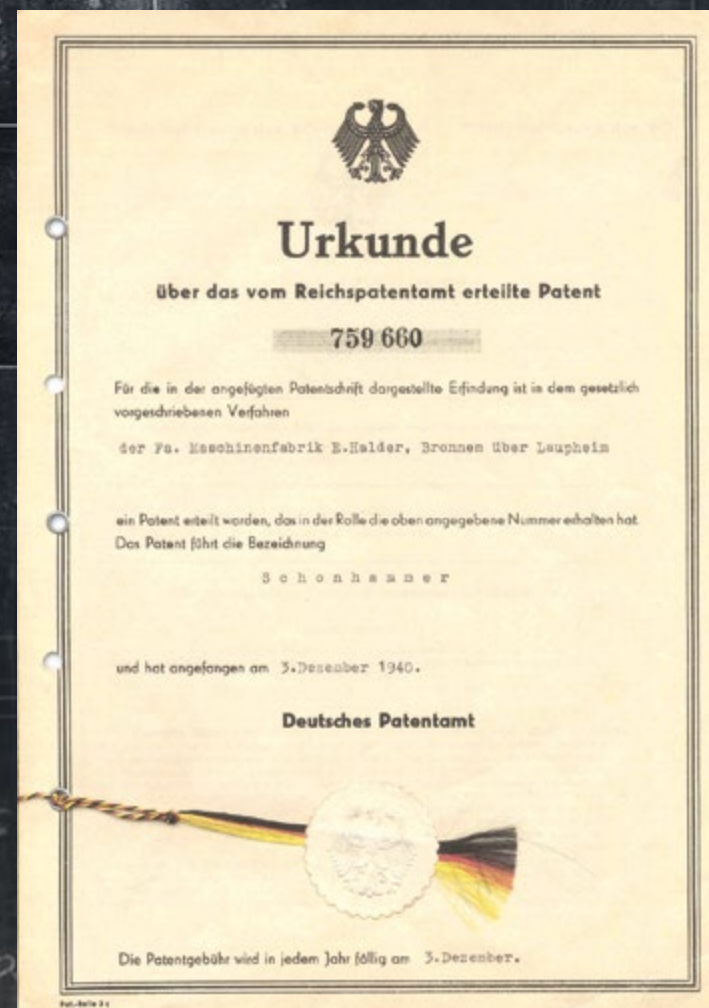 Urkunde
über das vom Reichspatentamt erteilte Patent
759 660
Für die in der angefügten Patentschrift dargestellte Erfindung ist in dem gesetzlich
vorgeschriebenen Verfahren
der Fa. Maschinenfabrik E.Halder, Bronnen über Laupheim
ein Patent erteilt worden, das in der Rolle die oben angegebene Nummer erhalten hat.
Das Patent führt die Bezeichnung
Schonhammer
und hat angefangen am 3.Dezember 1940.
Deutsches Patentamt
Die Patentgebühr wird in jedem Jahr fällig am 3.Dezember.